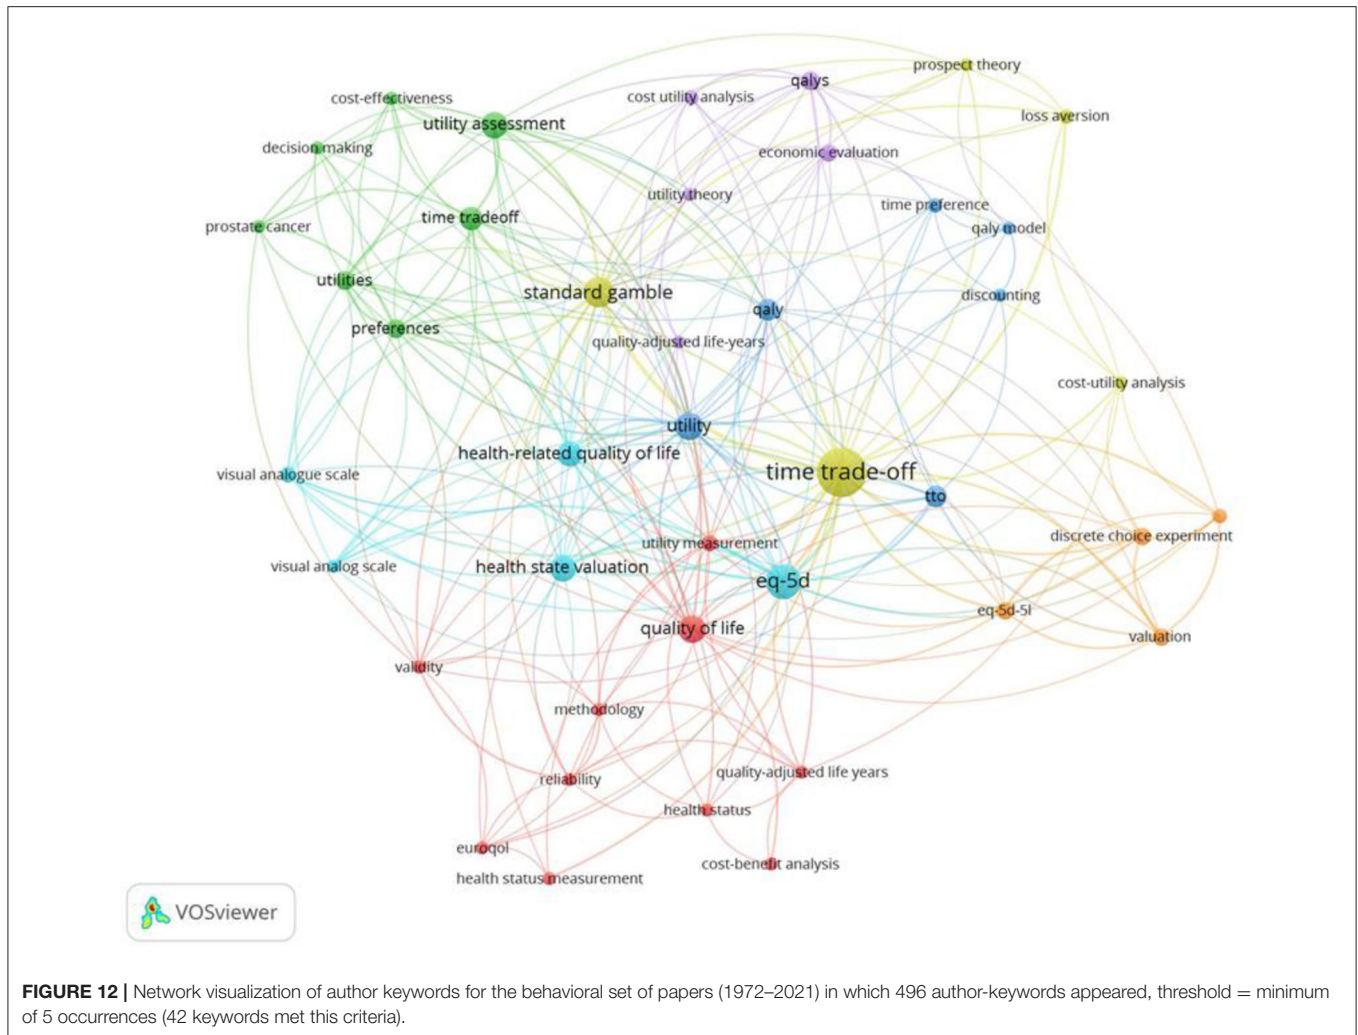 prospect theory
qalys
cost utility analysis
cost-effectiveness
loss aversion
utility assessment
decision making
economic evaluation
utility theory
time preference
time tradeoff
prostate cancer
qaly model
utilities
standard gamble
discounting
qaly
preferences
quality-adjusted life-years
cost-utility analysis
utility
health-related quality of life
time trade-off
visual analogue scale
tto
discrete choice experiment
utility measurement
visual analog scale
health state valuation
eq-5d
eq-5d-5l
quality of life
valuation
validity
methodology
quality-adjusted life years
reliability
health status
euroqol
cost-benefit analysis
health status measurement
VOSviewer
FIGURE 12 | Network visualization of author keywords for the behavioral set of papers (1972–2021) in which 496 author-keywords appeared, threshold = minimum
of 5 occurrences (42 keywords met this criteria).